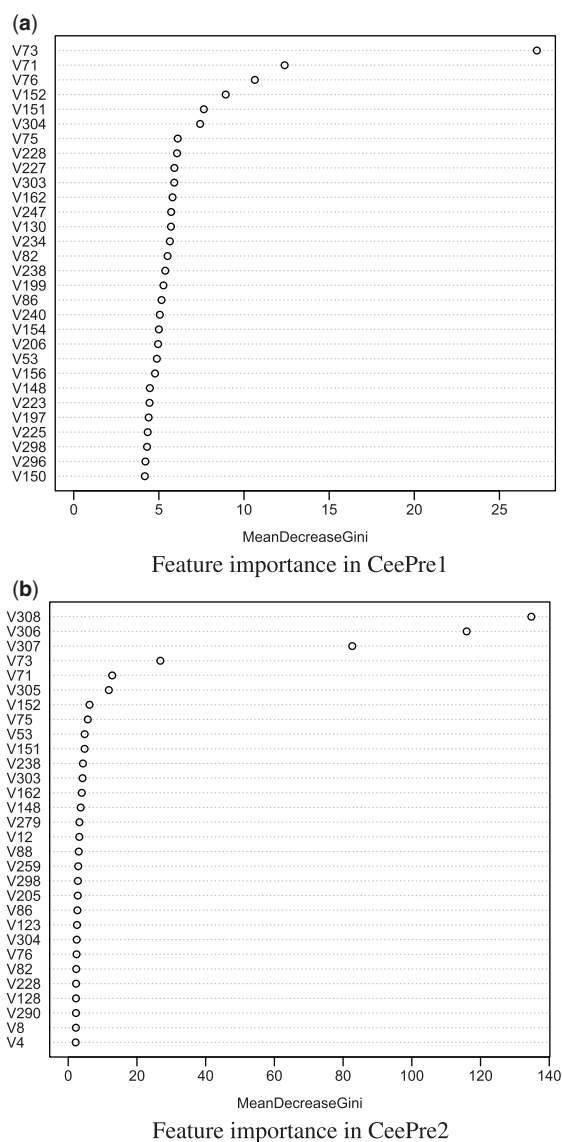 (a)
V73
V71
V76
V152
V151
V304
V75
V228
V227
V303
V162
V247
V130
V234
V82
V238
V199
V86
V240
V154
V206
V53
V156
V148
V223
V197
V225
V298
V296
V150
0 5 10 15 20 25
MeanDecreaseGini
Feature importance in CeePre1
(b)
V308
V306
V307
V73
V71
V305
V152
V75
V53
V151
V238
V303
V162
V148
V279
V12
V88
V259
V298
V205
V86
V123
V304
V76
V82
V228
V128
V290
V8
V4
0 20 40 60 80 100 120 140
MeanDecreaseGini
Feature importance in CeePre2